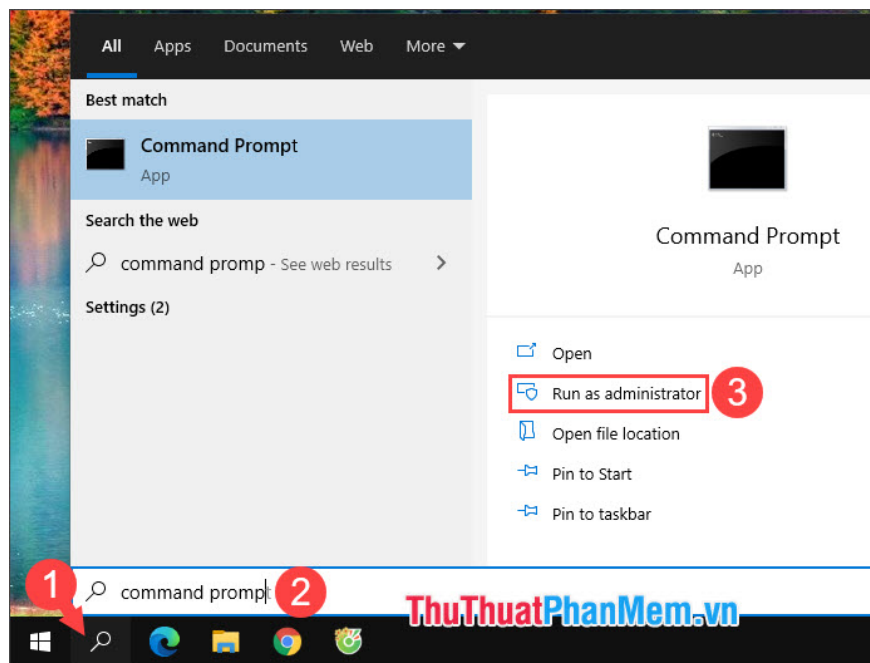 All Apps Documents Web More
Best match
Command Prompt
App
Search the web
command promp - See web results
Settings (2)
Command Prompt
App
Open
Run as administrator
3
Open file location
Pin to Start
Pin to taskbar
1
command prompt
2
ThuThuatPhanMem.vn